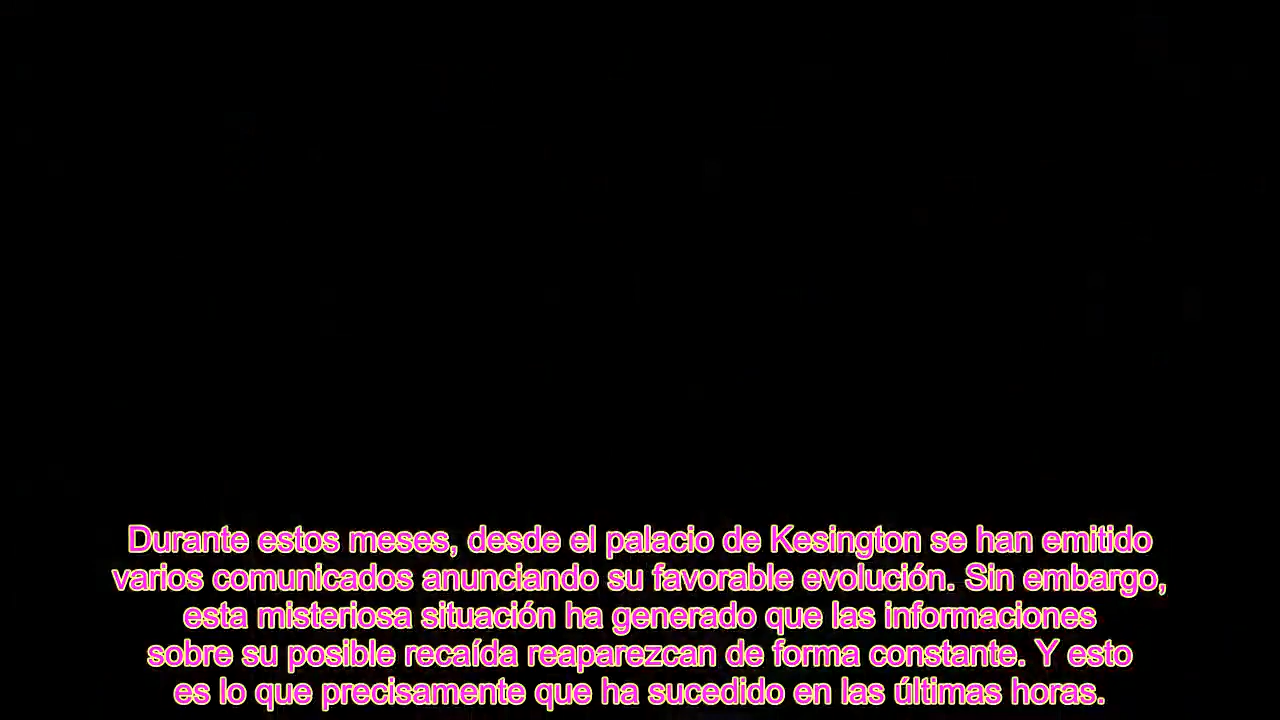 Durante estos meses, desde el palacio de Kesington se han emitido
varios comunicados anunciando su favorable evolución. Sin embargo,
esta misteriosa situación ha generado que las informaciones
sobre su posible recaída reaparezcan de forma constante. Y esto
es lo que precisamente que ha sucedido en las últimas horas.